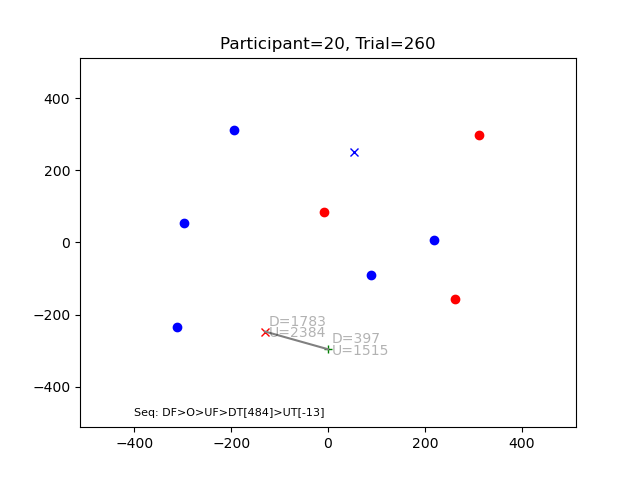 Participant=20, Trial=260
400
200
0
−200
−400
D=1783
U=2384
D=397
U=1515
Seq: DF>O>UF>DT[484]>UT[-13]
−400
−200
0
200
400